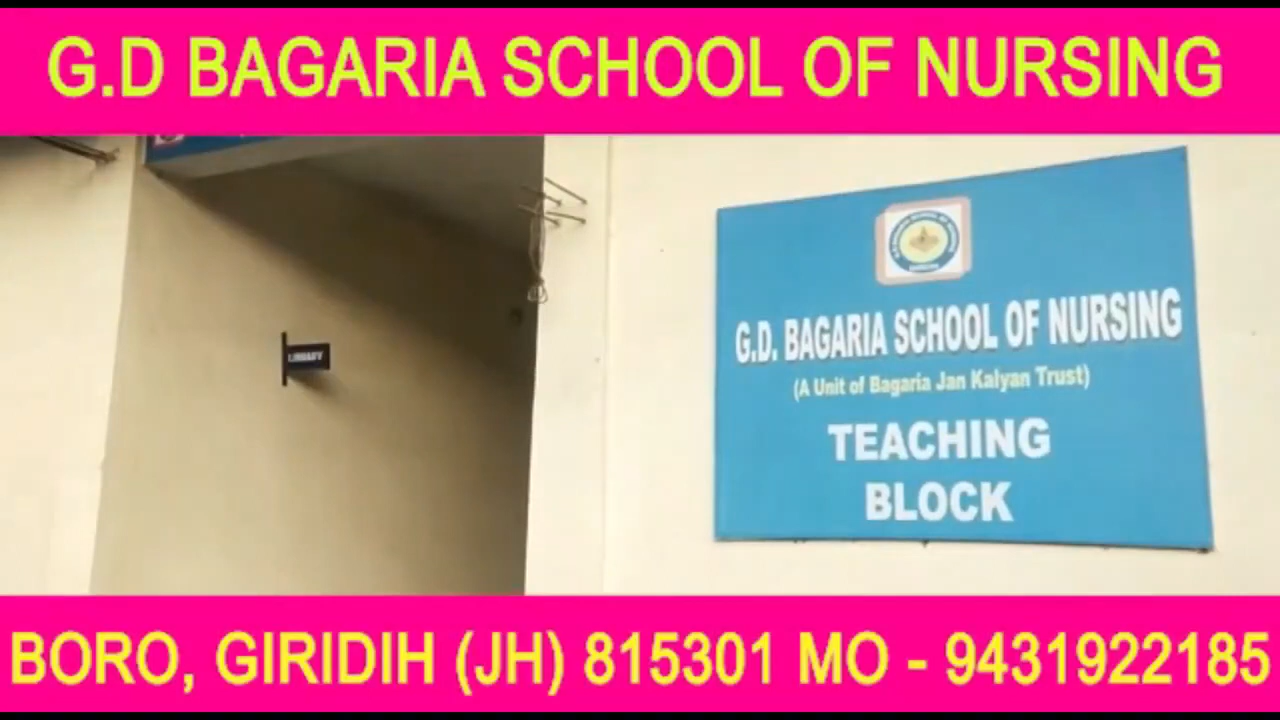 G.D BAGARIA SCHOOL OF NURSING
LIBRARY
G.D. BAGARIA SCHOOL OF NURSING
(A Unit of Bagaria Jan Kalyan Trust)
TEACHING
BLOCK
BORO, GIRIDIH (JH) 815301 MO - 9431922185